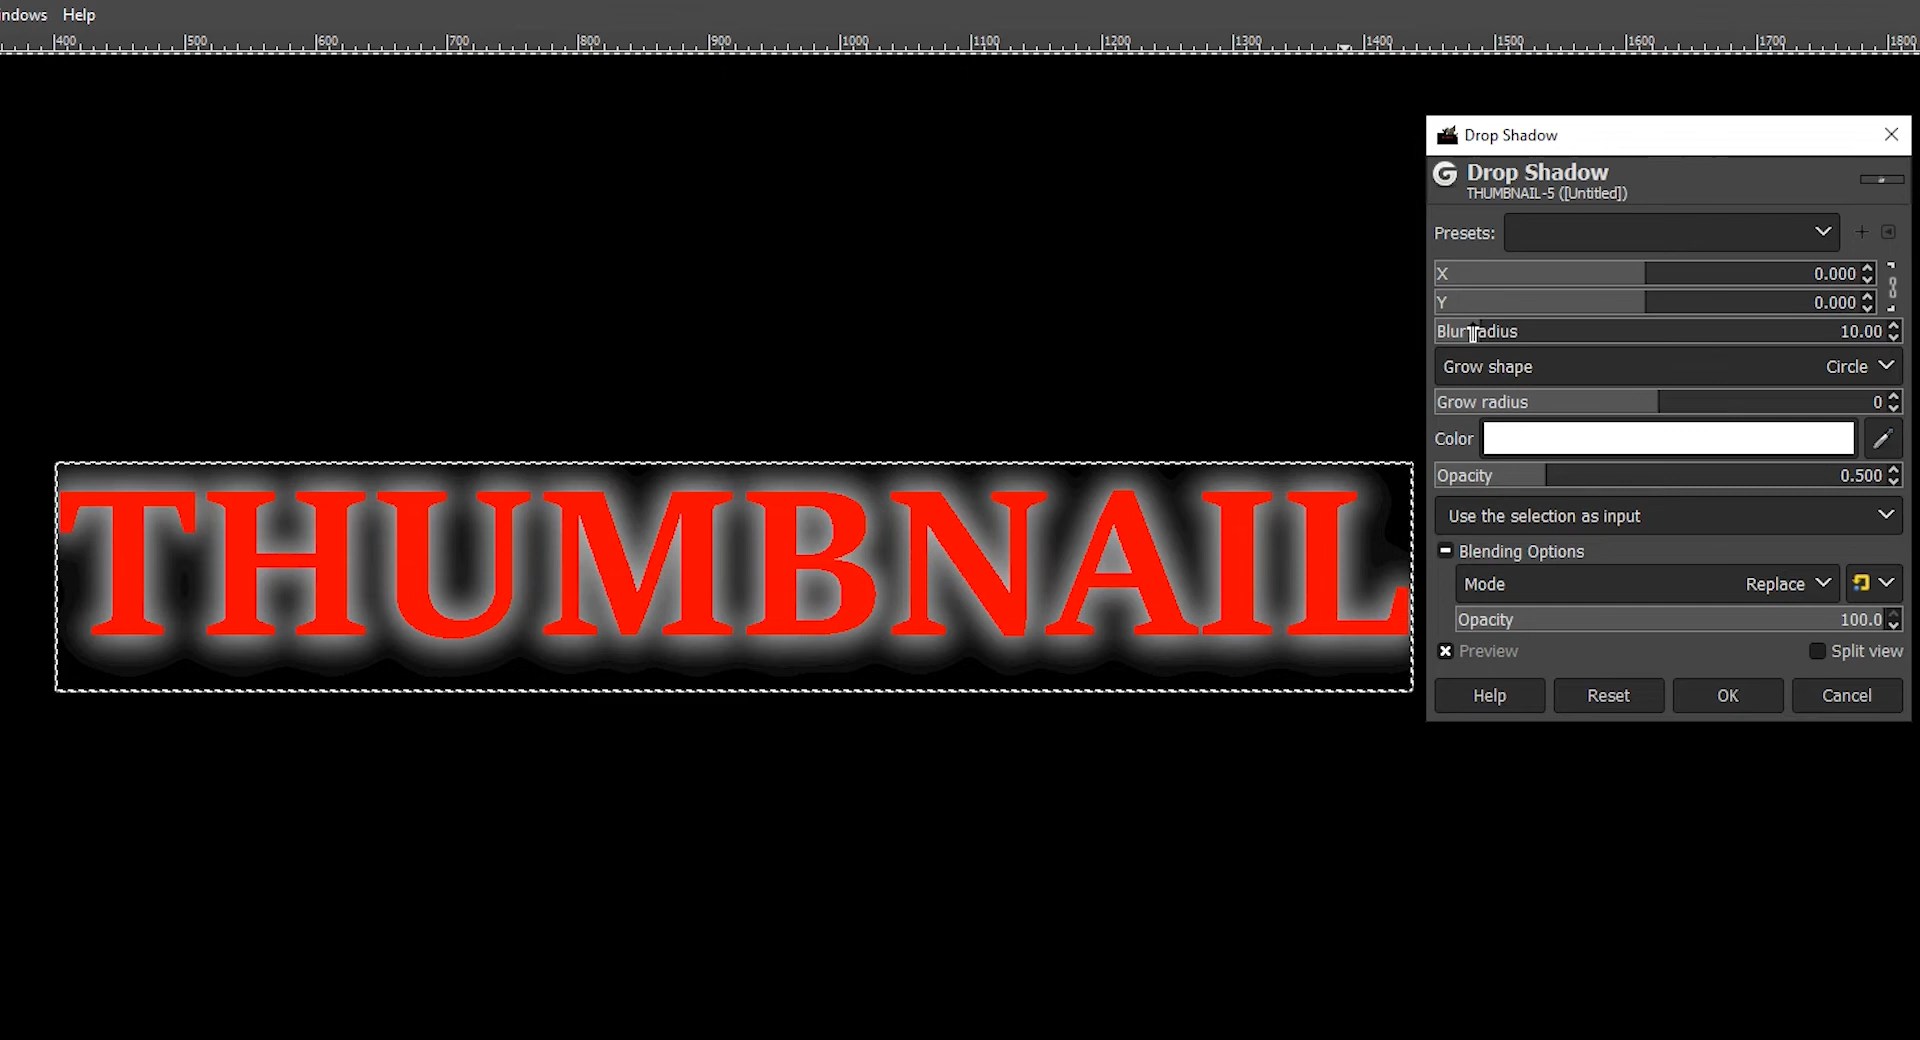 indows Help
400 500 600 700 800 900 1000 1100 1200 1300 1400 1500 1600 1700 1800
Drop Shadow
Drop Shadow
THUMBNAIL-5 ([Untitled])
Presets:
X 0.000
Y 0.000
Blur radius 10.00
Grow shape Circle
Grow radius 0
Color
Opacity 0.500
Use the selection as input
Blending Options
Mode Replace
Opacity 100.0
Preview Split view
Help Reset OK Cancel
THUMBNAIL